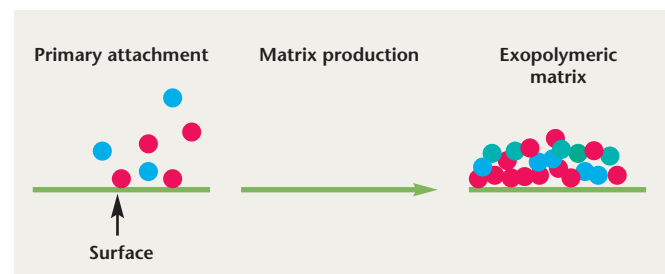 Primary attachment
Matrix production
Exopolymeric
matrix
Surface